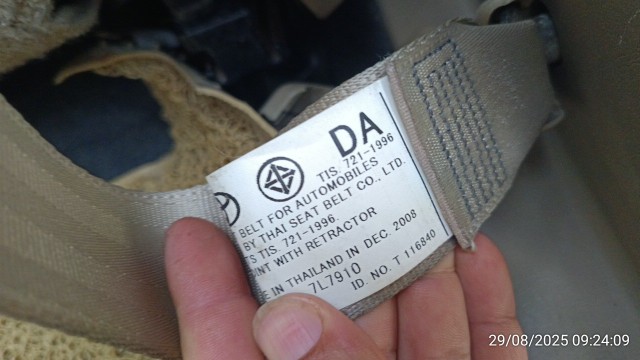 DA
TIS. 721-1996
BELT FOR AUTOMOBILES
BY THAI SEAT BELT CO., LTD.
TS TIS. 721-1996.
INT WITH RETRACTOR
E IN THAILAND IN DEC. 2008
7L7910
ID. NO. T 116840
29/08/2025 09:24:09